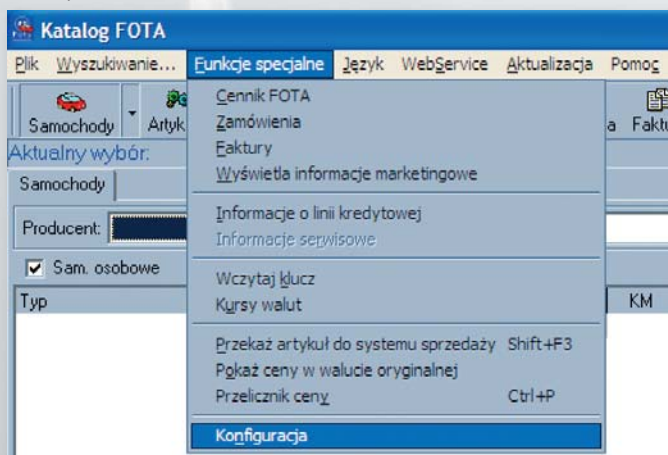 Katalog FOTA
Plik Wyszukiwanie... Funkcje specjalne Język WebService Aktualizacja Pomoc
Samochody
Aktualny wybór:
Samochody
Producent:
Sam. osobowe
Typ KM
Cennik FOTA
Zamówienia
Faktury
Wyświetla informacje marketingowe
Informacje o linii kredytowej
Informacje serwisowe
Wczytaj klucz
Kursy walut
Przekaż artykuł do systemu sprzedaży Shift+F3
Pokaż ceny w walucie oryginalnej
Przelicznik ceny Ctrl+P
Konfiguracja